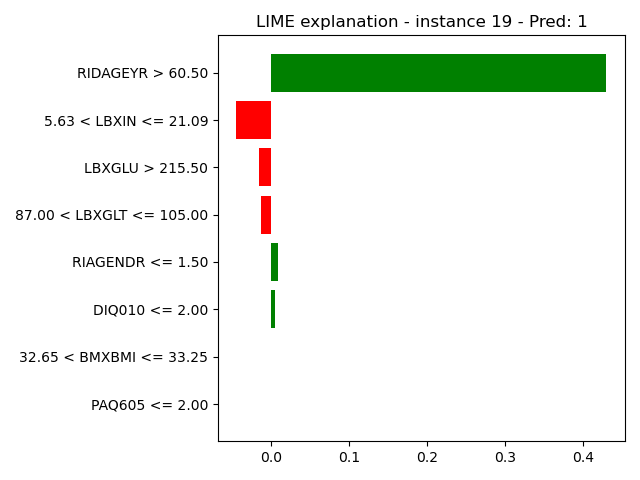 LIME explanation - instance 19 - Pred: 1
RIDAGEYR > 60.50
5.63 < LBXIN <= 21.09
LBXGLU > 215.50
87.00 < LBXGLT <= 105.00
RIAGENDR <= 1.50
DIQ010 <= 2.00
32.65 < BMXBMI <= 33.25
PAQ605 <= 2.00
0.0 0.1 0.2 0.3 0.4